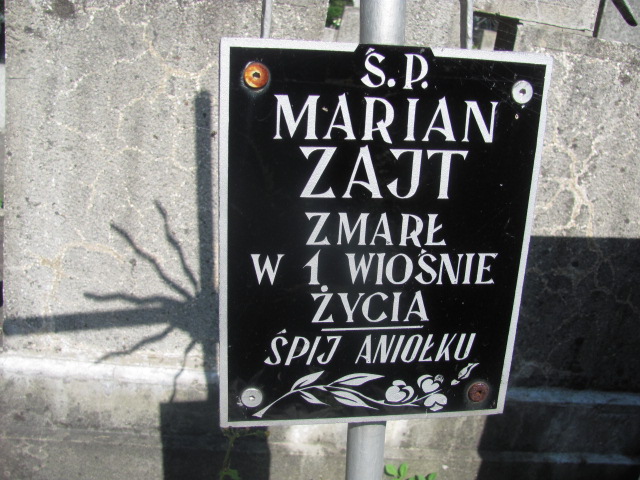 Ś.P.
MARIAN
ZAJT
ZMARŁ
W 1 WIOŚNIE
ŻYCIA
ŚPIJ ANIOŁKU